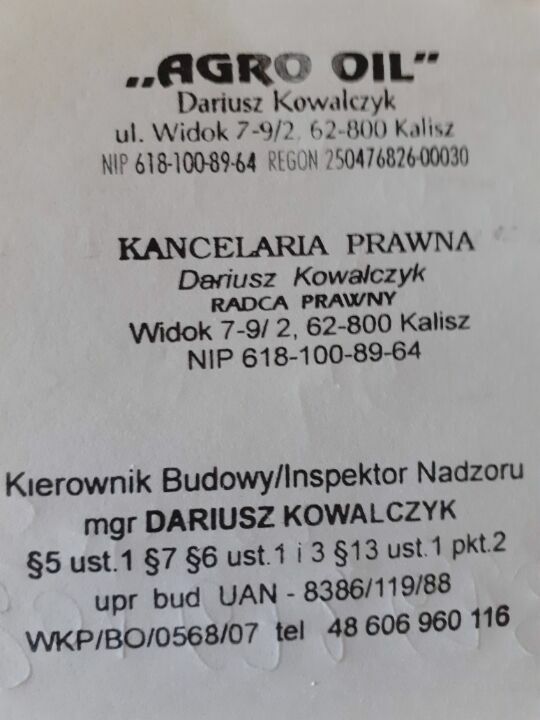 „AGRO OIL”
Dariusz Kowalczyk
ul. Widok 7-9/2, 62-800 Kalisz
NIP 618-100-89-64 REGON 250476826-00030
KANCELARIA PRAWNA
Dariusz Kowalczyk
RADCA PRAWNY
Widok 7-9/ 2, 62-800 Kalisz
NIP 618-100-89-64
Kierownik Budowy/Inspektor Nadzoru
mgr DARIUSZ KOWALCZYK
§5 ust.1 §7 §6 ust.1 i 3 §13 ust.1 pkt.2
upr bud UAN - 8386/119/88
WKP/BO/0568/07 tel 48 606 960 116